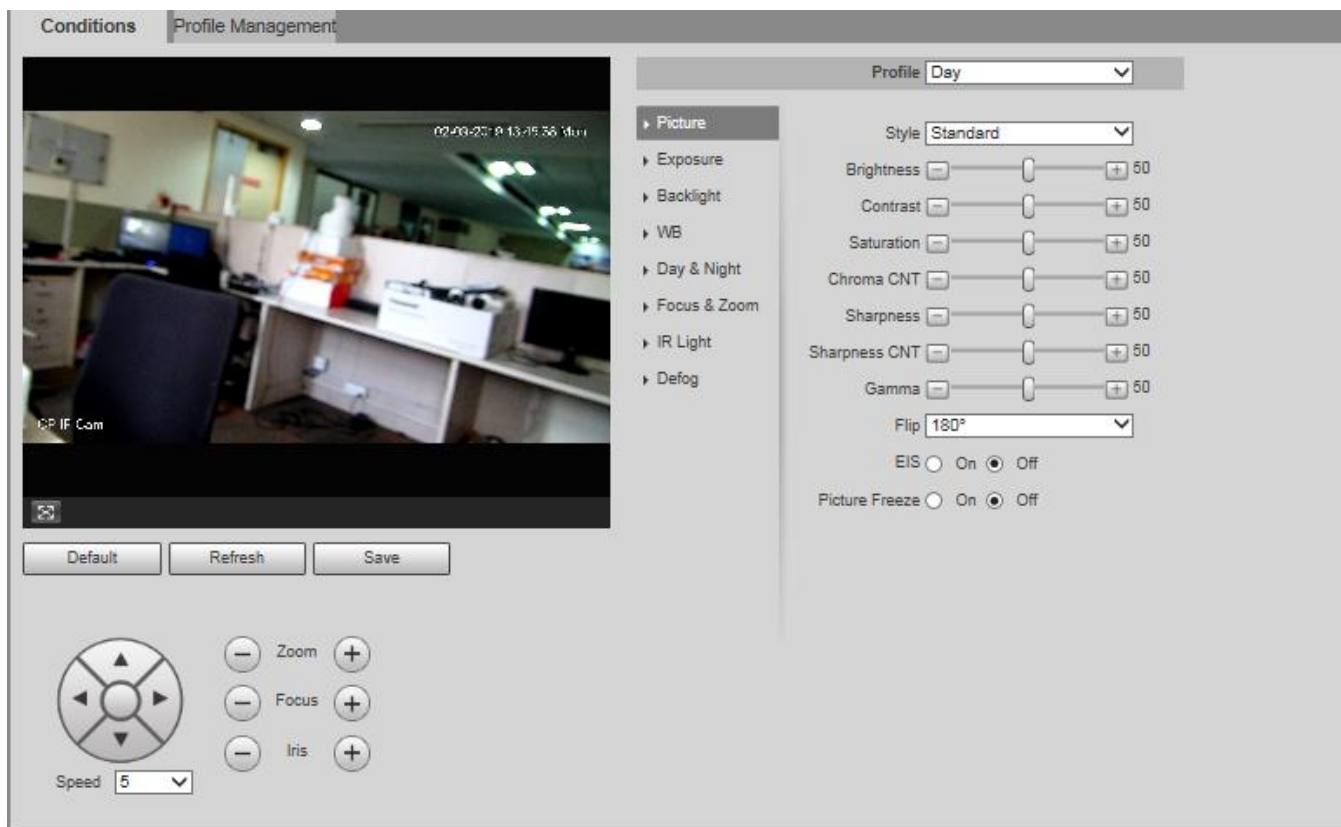 Conditions
Profile Management
Profile Day
Mon
Cam
Default
Refresh
Save
Zoom
Focus
Iris
Speed 5
Picture
Exposure
Backlight
WB
Day & Night
Focus & Zoom
IR Light
Defog
Style Standard
Brightness 50
Contrast 50
Saturation 50
Chroma CNT 50
Sharpness 50
Sharpness CNT 50
Gamma 50
Flip 180°
EIS On Off
Picture Freeze On Off